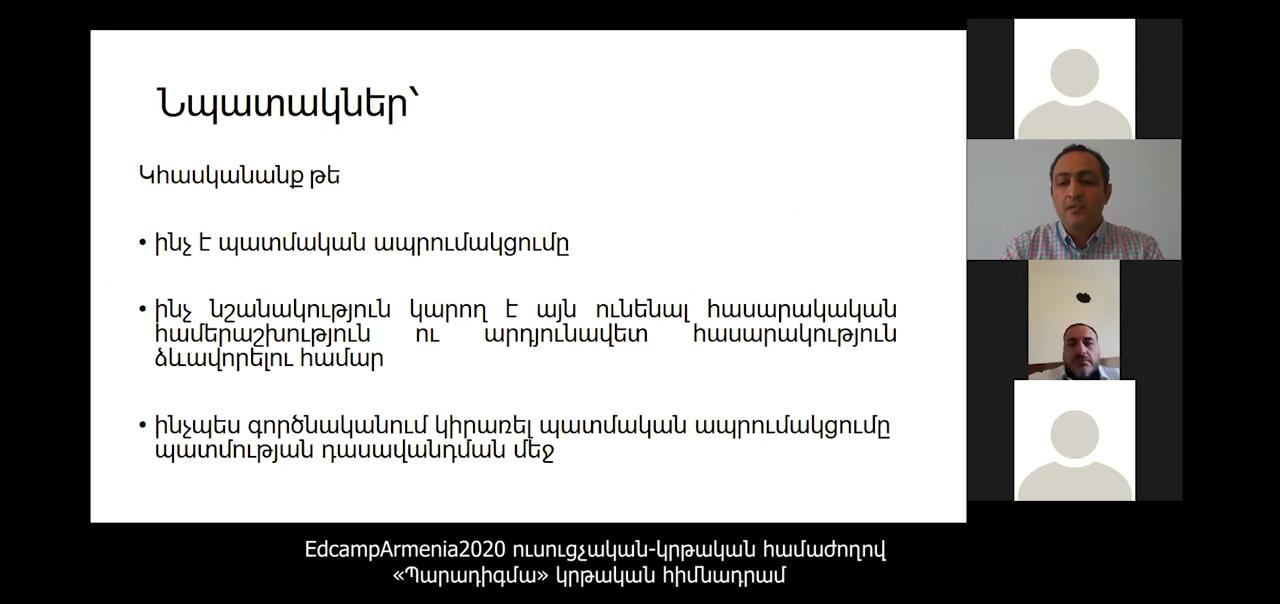 Նպատակներ՝
Կհասկանանք թե
• ինչ է պատմական ապրումակցումը
• ինչ նշանակություն կարող է այն ունենալ հասարակական
համերաշխություն ու արդյունավետ հասարակություն
ձևավորելու համար
• ինչպես գործնականում կիրառել պատմական ապրումակցումը
պատմության դասավանդման մեջ
EdcampArmenia2020 ուսուցչական-կրթական համաժողով
«Պարադիգմա» կրթական հիմնադրամ